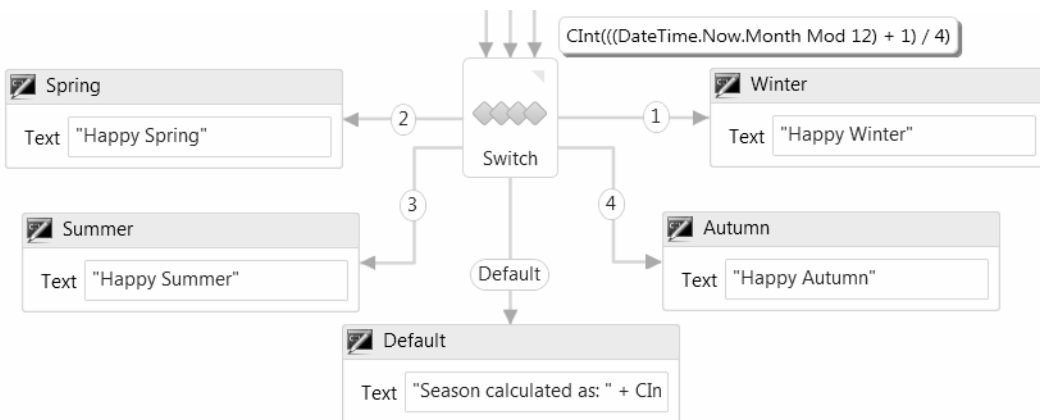 CInt(((DateTime.Now.Month Mod 12) + 1) / 4)
Spring
Text "Happy Spring"
2
Switch
1
Winter
Text "Happy Winter"
3
4
Summer
Text "Happy Summer"
Default
Autumn
Text "Happy Autumn"
Default
Text "Season calculated as: " + CIn